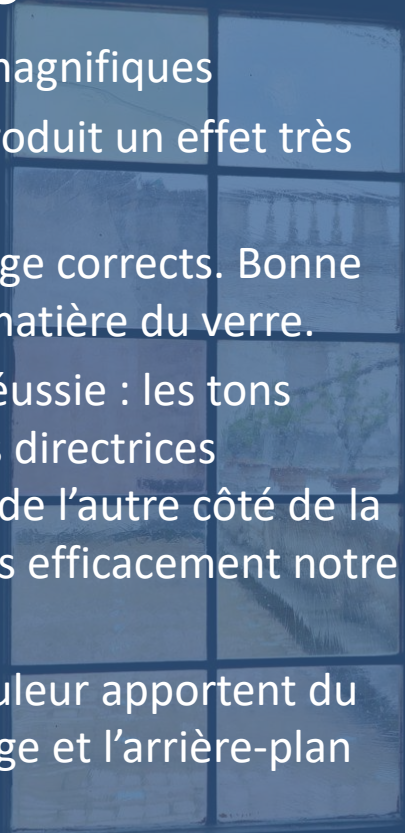 magnifiques
oduit un effet très
ge corrects. Bonne
matière du verre.
éussie : les tons
s directrices
de l’autre côté de la
s efficacement notre
uleur apportent du
ge et l’arrière-plan